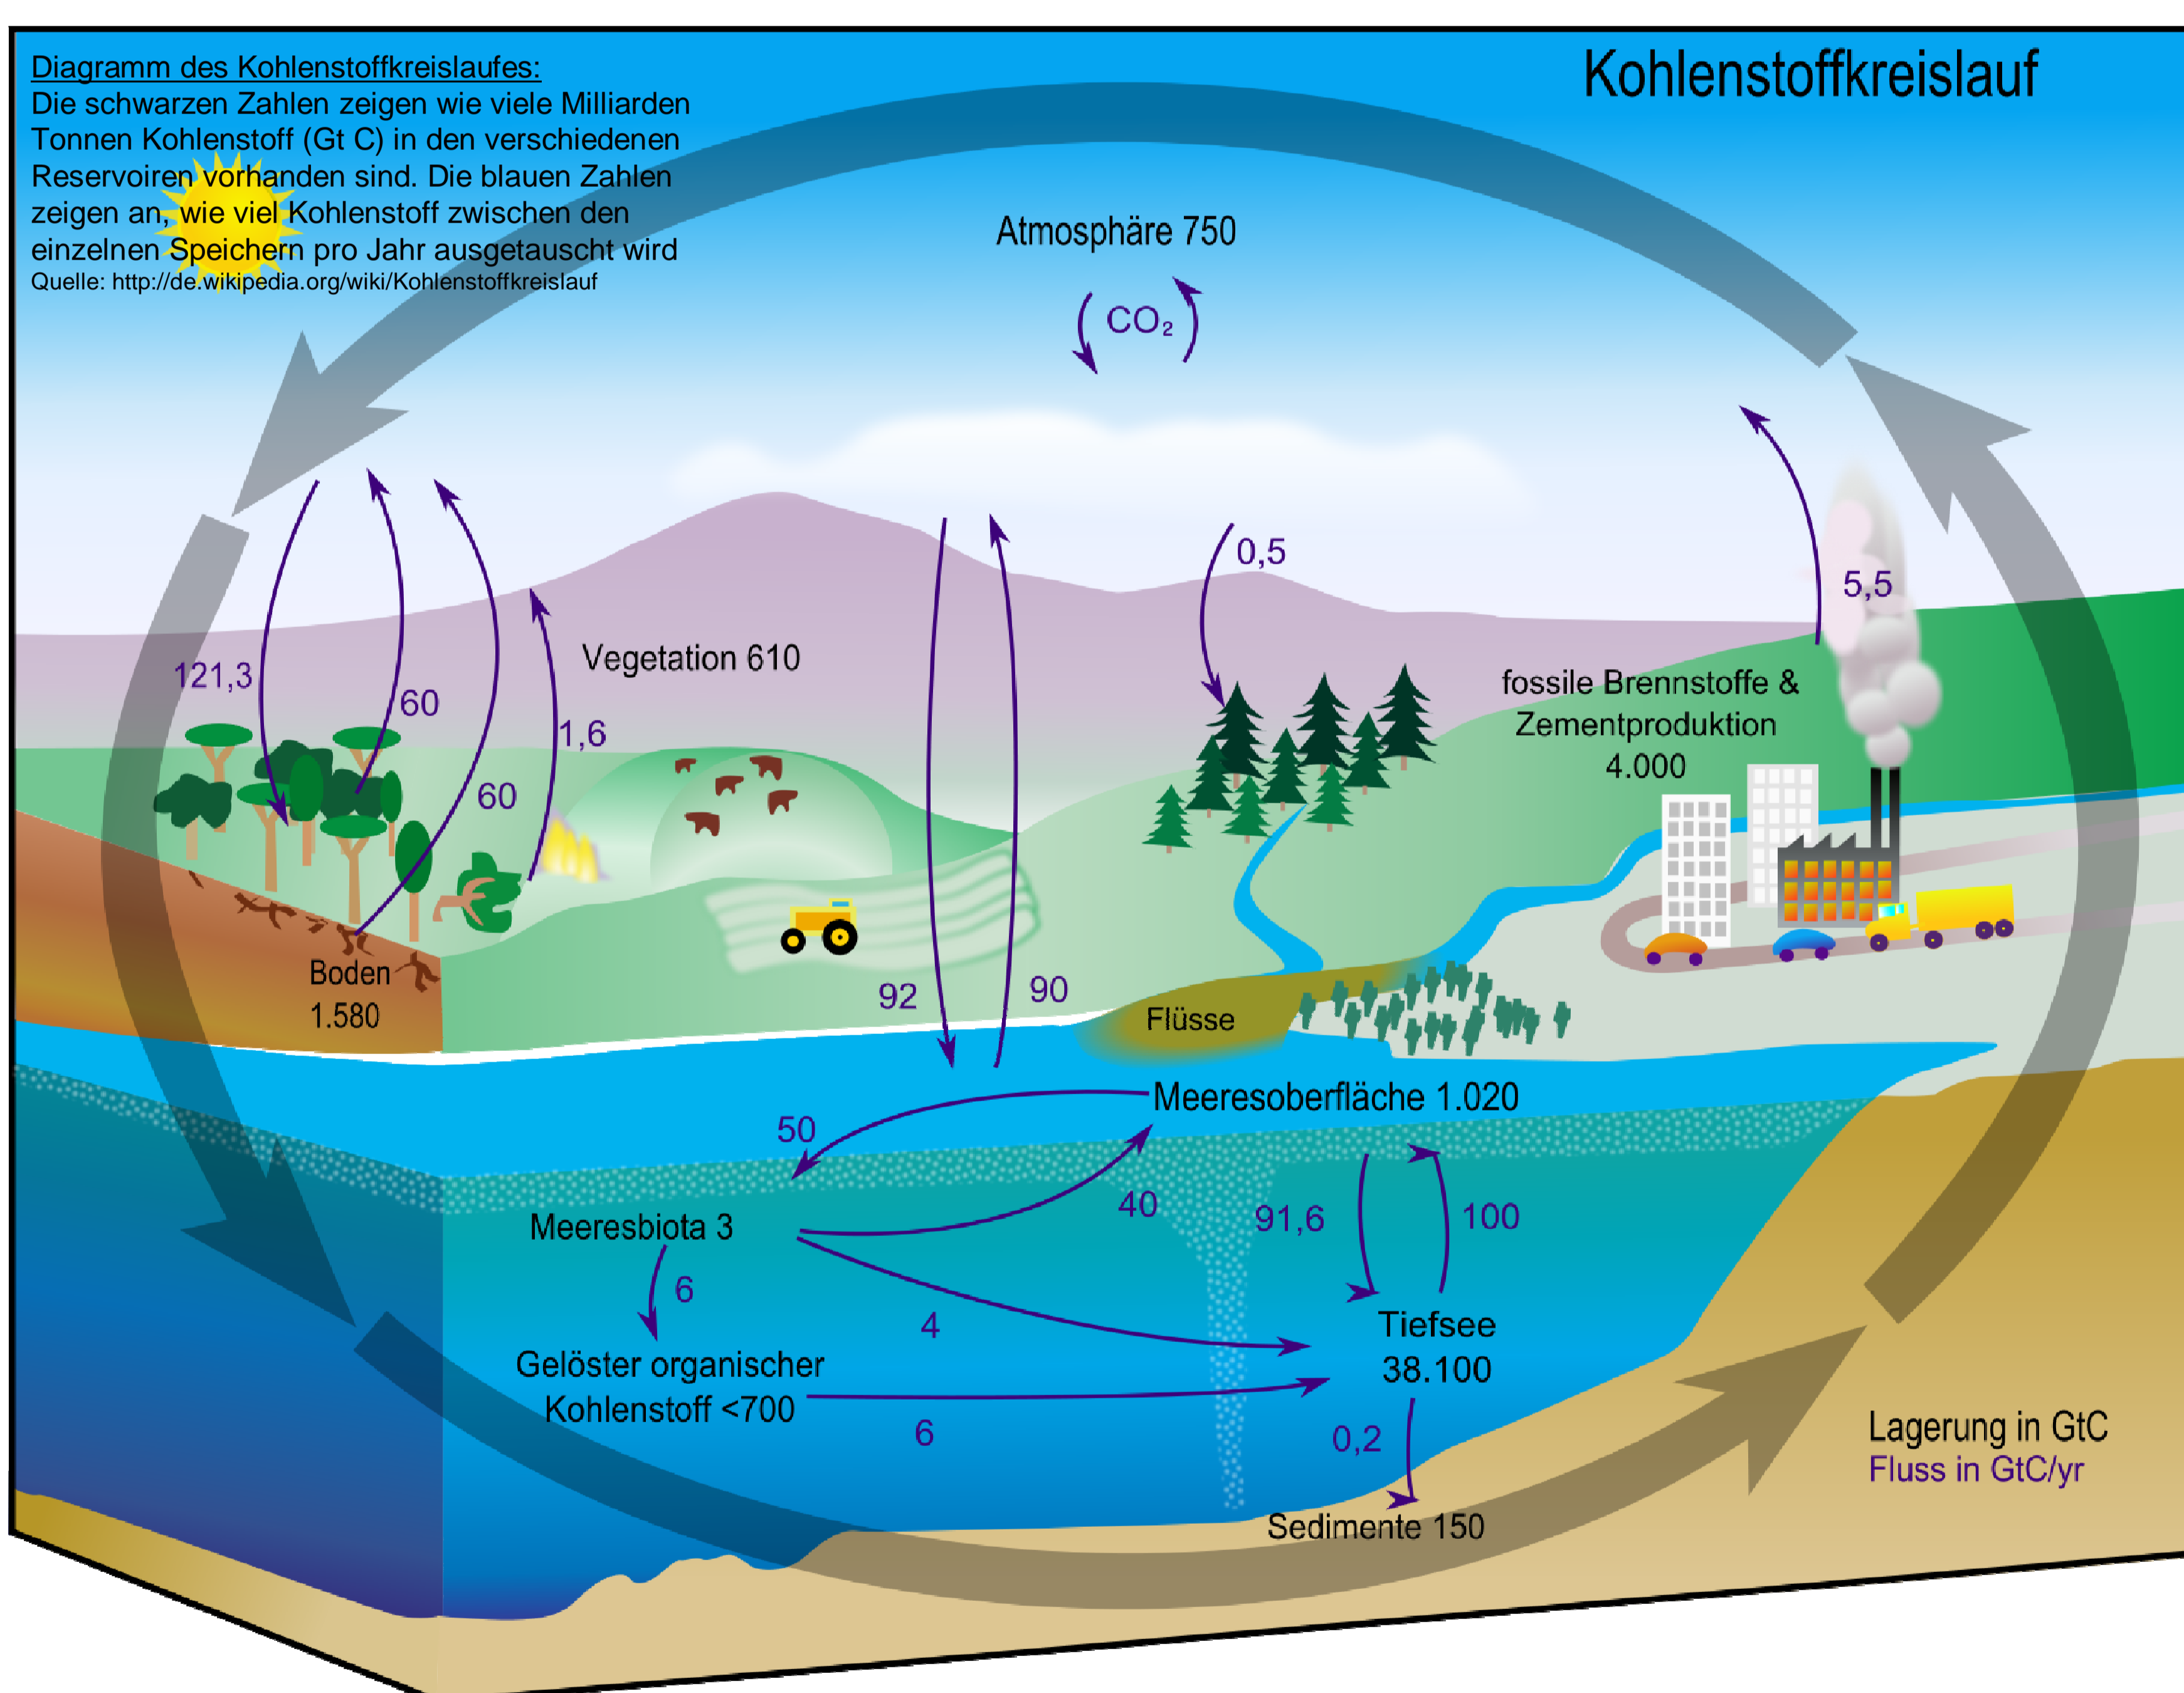 Diagramm des Kohlenstoffkreislaufes:
Die schwarzen Zahlen zeigen wie viele Milliarden
Tonnen Kohlenstoff (Gt C) in den verschiedenen
Reservoiren vorhanden sind. Die blauen Zahlen
zeigen an, wie viel Kohlenstoff zwischen den
einzelnen Speichern pro Jahr ausgetauscht wird
Quelle: http://de.wikipedia.org/wiki/Kohlenstoffkreislauf
Kohlenstoffkreislauf
Atmosphäre 750
CO₂
0,5
5,5
121,3
60
60
1,6
Vegetation 610
fossile Brennstoffe &
Zementproduktion
4.000
Boden
1.580
92
90
Flüsse
Meeresoberfläche 1.020
50
40
91,6
100
Meeresbiota 3
6
4
Gelöster organischer
Kohlenstoff <700
6
Tiefsee
38.100
0,2
Sedimente 150
Lagerung in GtC
Fluss in GtC/yr